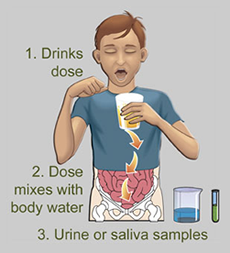 1. Drinks
dose
2. Dose
mixes with
body water
3. Urine or saliva samples